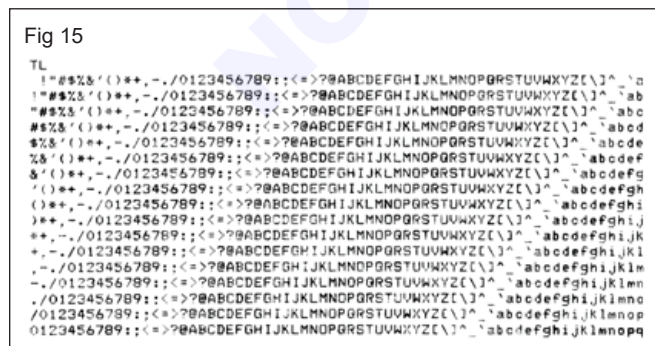 Fig 15
TL
 !"#$%&'()*+,-./0123456789:;<=>?@ABCDEFGHIJKLMNOPQRSTUVWXYZ[\]^_`a
!"#$%&'()*+,-./0123456789:;<=>?@ABCDEFGHIJKLMNOPQRSTUVWXYZ[\]^_`ab
"#$%&'()*+,-./0123456789:;<=>?@ABCDEFGHIJKLMNOPQRSTUVWXYZ[\]^_`abc
#$%&'()*+,-./0123456789:;<=>?@ABCDEFGHIJKLMNOPQRSTUVWXYZ[\]^_`abcd
$%&'()*+,-./0123456789:;<=>?@ABCDEFGHIJKLMNOPQRSTUVWXYZ[\]^_`abcde
%&'()*+,-./0123456789:;<=>?@ABCDEFGHIJKLMNOPQRSTUVWXYZ[\]^_`abcdef
&'()*+,-./0123456789:;<=>?@ABCDEFGHIJKLMNOPQRSTUVWXYZ[\]^_`abcdefg
'()*+,-./0123456789:;<=>?@ABCDEFGHIJKLMNOPQRSTUVWXYZ[\]^_`abcdefgh
()*+,-./0123456789:;<=>?@ABCDEFGHIJKLMNOPQRSTUVWXYZ[\]^_`abcdefghi
)*+,-./0123456789:;<=>?@ABCDEFGHIJKLMNOPQRSTUVWXYZ[\]^_`abcdefghij
*+,-./0123456789:;<=>?@ABCDEFGHIJKLMNOPQRSTUVWXYZ[\]^_`abcdefghijk
+,-./0123456789:;<=>?@ABCDEFGHIJKLMNOPQRSTUVWXYZ[\]^_`abcdefghijkl
,-./0123456789:;<=>?@ABCDEFGHIJKLMNOPQRSTUVWXYZ[\]^_`abcdefghijklm
-./0123456789:;<=>?@ABCDEFGHIJKLMNOPQRSTUVWXYZ[\]^_`abcdefghijklmn
./0123456789:;<=>?@ABCDEFGHIJKLMNOPQRSTUVWXYZ[\]^_`abcdefghijklmno
/0123456789:;<=>?@ABCDEFGHIJKLMNOPQRSTUVWXYZ[\]^_`abcdefghijklmnop
0123456789:;<=>?@ABCDEFGHIJKLMNOPQRSTUVWXYZ[\]^_`abcdefghijklmnopq